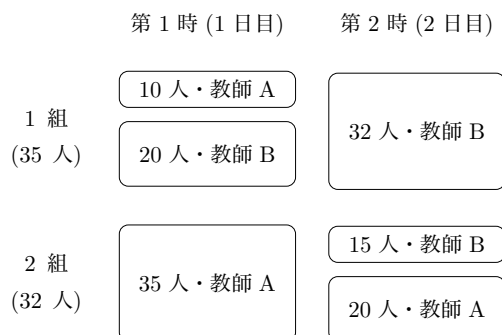 第 1 時 (1 日目) 第 2 時 (2 日目)
10 人・教師 A
1 組
(35 人)
20 人・教師 B
32 人・教師 B
2 組
(32 人)
35 人・教師 A
15 人・教師 B
20 人・教師 A